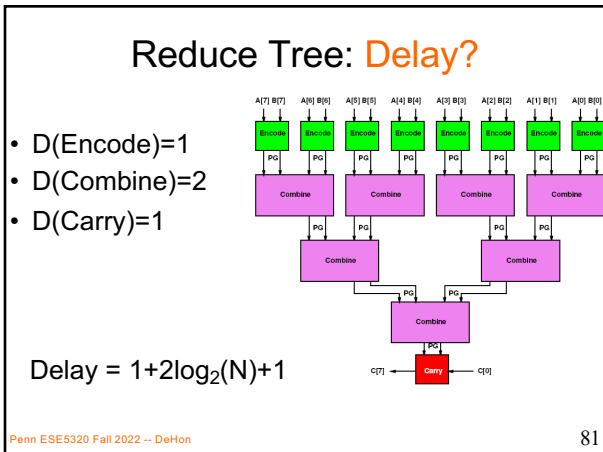 Reduce Tree: Delay?
• D(Encode)=1
• D(Combine)=2
• D(Carry)=1
A[7] B[7] A[6] B[6] A[5] B[5] A[4] B[4] A[3] B[3] A[2] B[2] A[1] B[1] A[0] B[0]
Encode Encode Encode Encode Encode Encode Encode Encode
PG PG PG PG PG PG PG PG
Combine Combine Combine Combine
PG PG PG PG
Combine Combine
PG PG
Combine
PG
C[7] Carry C[0]
Delay = 1+2log₂(N)+1
Penn ESE5320 Fall 2022 -- DeHon
81